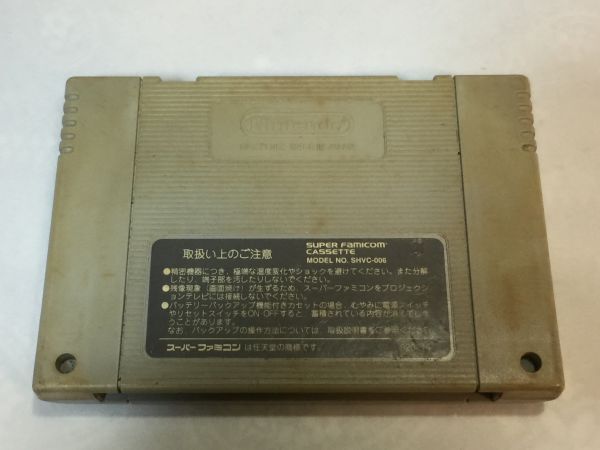 Nintendo
取扱い上のご注意
SUPER FAMICOM
CASSETTE
MODEL NO. SHVC-006
●精密機器につき、極端な温度変化やショックを避けてください。また分解
したり、端子部を汚したりしないでください。
●残像現象（画面焼け）が生ずるため、スーパーファミコンをプロジェクシ
ョンテレビには接続しないでください。
●バッテリーバックアップ機能付きカセットの場合、むやみに電源スイッチ
やリセットスイッチをON・OFFすると、蓄積されている内容が消えてしま
うことがあります。
なお、バックアップの操作方法については、取扱説明書をご参照ください
スーパーファミコン は任天堂の商標です。